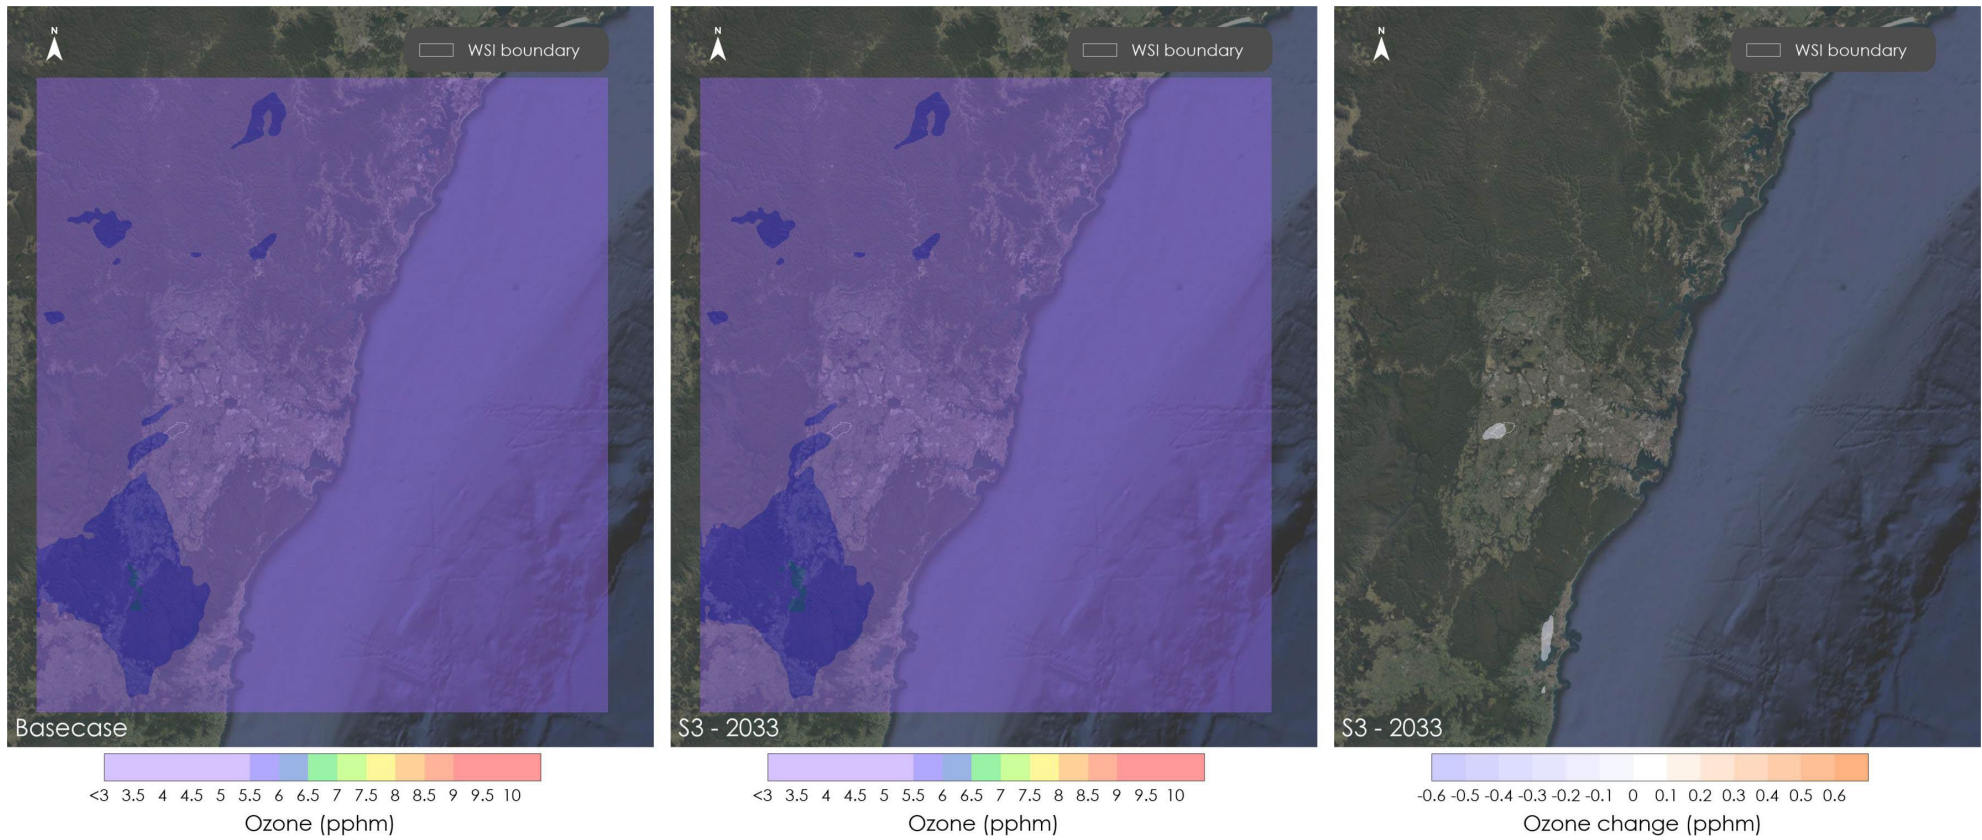 N
WSI boundary
N
WSI boundary
N
WSI boundary
Basecase
S3 - 2033
S3 - 2033
<3 3.5 4 4.5 5 5.5 6 6.5 7 7.5 8 8.5 9 9.5 10
<3 3.5 4 4.5 5 5.5 6 6.5 7 7.5 8 8.5 9 9.5 10
-0.6 -0.5 -0.4 -0.3 -0.2 -0.1 0 0.1 0.2 0.3 0.4 0.5 0.6
Ozone (pphm)
Ozone (pphm)
Ozone change (pphm)